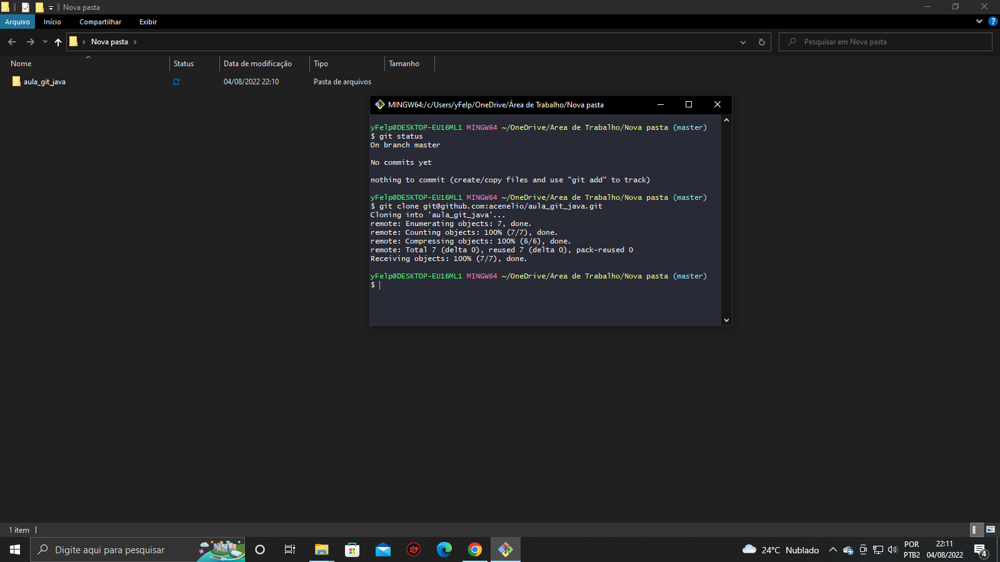 Nova pasta
Arquivo Início Compartilhar Exibir
Nova pasta
Pesquisar em Nova pasta
Nome Status Data de modificação Tipo Tamanho
aula_git_java 04/08/2022 22:10 Pasta de arquivos
MINGW64:/c/Users/yFelp/OneDrive/Área de Trabalho/Nova pasta
yFelp@DESKTOP-EU16ML1 MINGW64 ~/OneDrive/Área de Trabalho/Nova pasta (master)
$ git status
On branch master
No commits yet
nothing to commit (create/copy files and use "git add" to track)
yFelp@DESKTOP-EU16ML1 MINGW64 ~/OneDrive/Área de Trabalho/Nova pasta (master)
$ git clone git@github.com:acenelio/aula_git_java.git
Cloning into 'aula_git_java'...
remote: Enumerating objects: 7, done.
remote: Counting objects: 100% (7/7), done.
remote: Compressing objects: 100% (6/6), done.
remote: Total 7 (delta 0), reused 7 (delta 0), pack-reused 0
Receiving objects: 100% (7/7), done.
yFelp@DESKTOP-EU16ML1 MINGW64 ~/OneDrive/Área de Trabalho/Nova pasta (master)
$
1 item
Digite aqui para pesquisar
24°C Nublado
POR
PTB2
22:11
04/08/2022
4